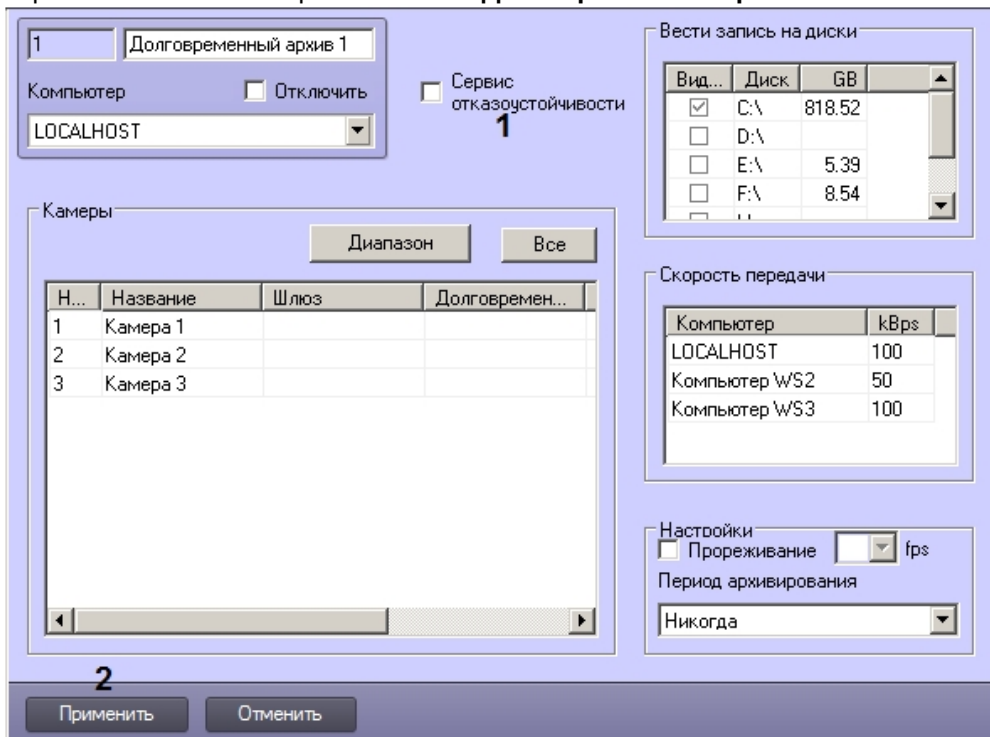 1 Долговременный архив 1
Компьютер Отключить
LOCALHOST
Сервис
отказоустойчивости
1
Вести запись на диски
Вид... Диск GB
C:\ 818.52
D:\
E:\ 5.39
F:\ 8.54
Камеры
Диапазон Все
Н... Название Шлюз Долговремен...
1 Камера 1
2 Камера 2
3 Камера 3
Скорость передачи
Компьютер kBps
LOCALHOST 100
Компьютер WS2 50
Компьютер WS3 100
Настройки
Прореживание fps
Период архивирования
Никогда
2
Применить Отменить